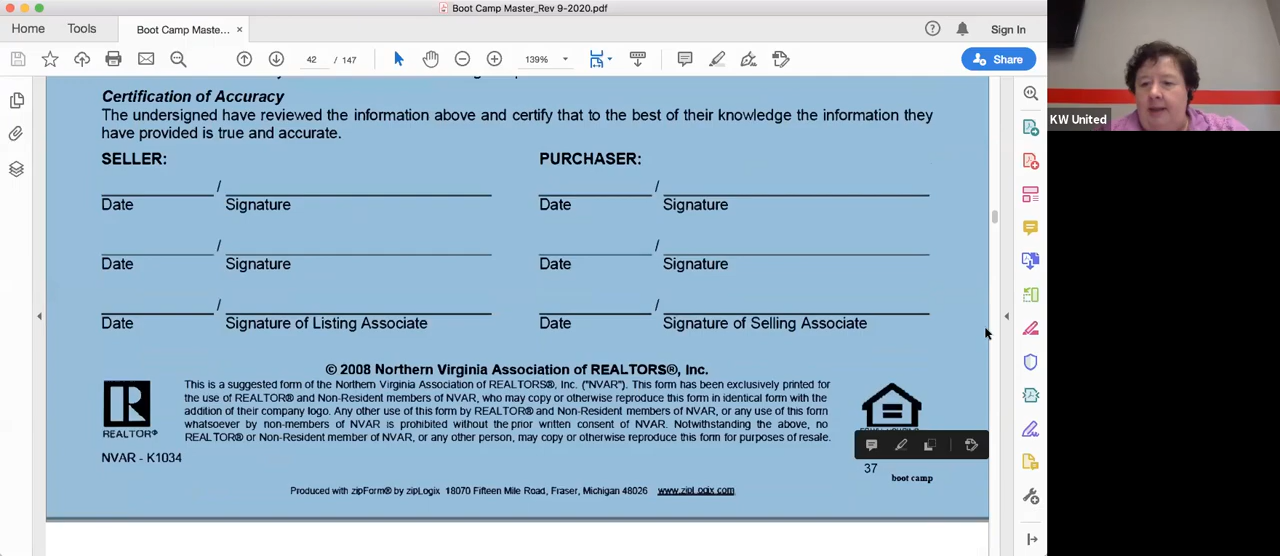 Boot Camp Master_Rev 9-2020.pdf
Home Tools Boot Camp Maste... × Sign In
42 / 147 139% Share
KW United
Certification of Accuracy
The undersigned have reviewed the information above and certify that to the best of their knowledge the information they
have provided is true and accurate.
SELLER: PURCHASER:
/ /
Date Signature Date Signature
/ /
Date Signature Date Signature
/ /
Date Signature of Listing Associate Date Signature of Selling Associate
© 2008 Northern Virginia Association of REALTORS®, Inc.
This is a suggested form of the Northern Virginia Association of REALTORS®, Inc. ("NVAR"). This form has been exclusively printed for
the use of REALTOR® and Non-Resident members of NVAR, who may copy or otherwise reproduce this form in identical form with the
addition of their company logo. Any other use of this form by REALTOR® and Non-Resident members of NVAR, or any use of this form
whatsoever by non-members of NVAR is prohibited without the prior written consent of NVAR. Notwithstanding the above, no
REALTOR® or Non-Resident member of NVAR, or any other person, may copy or otherwise reproduce this form for purposes of resale.
R
REALTOR®
NVAR - K1034
37
boot camp
Produced with zipForm® by zipLogix 18070 Fifteen Mile Road, Fraser, Michigan 48026 www.zipLogix.com